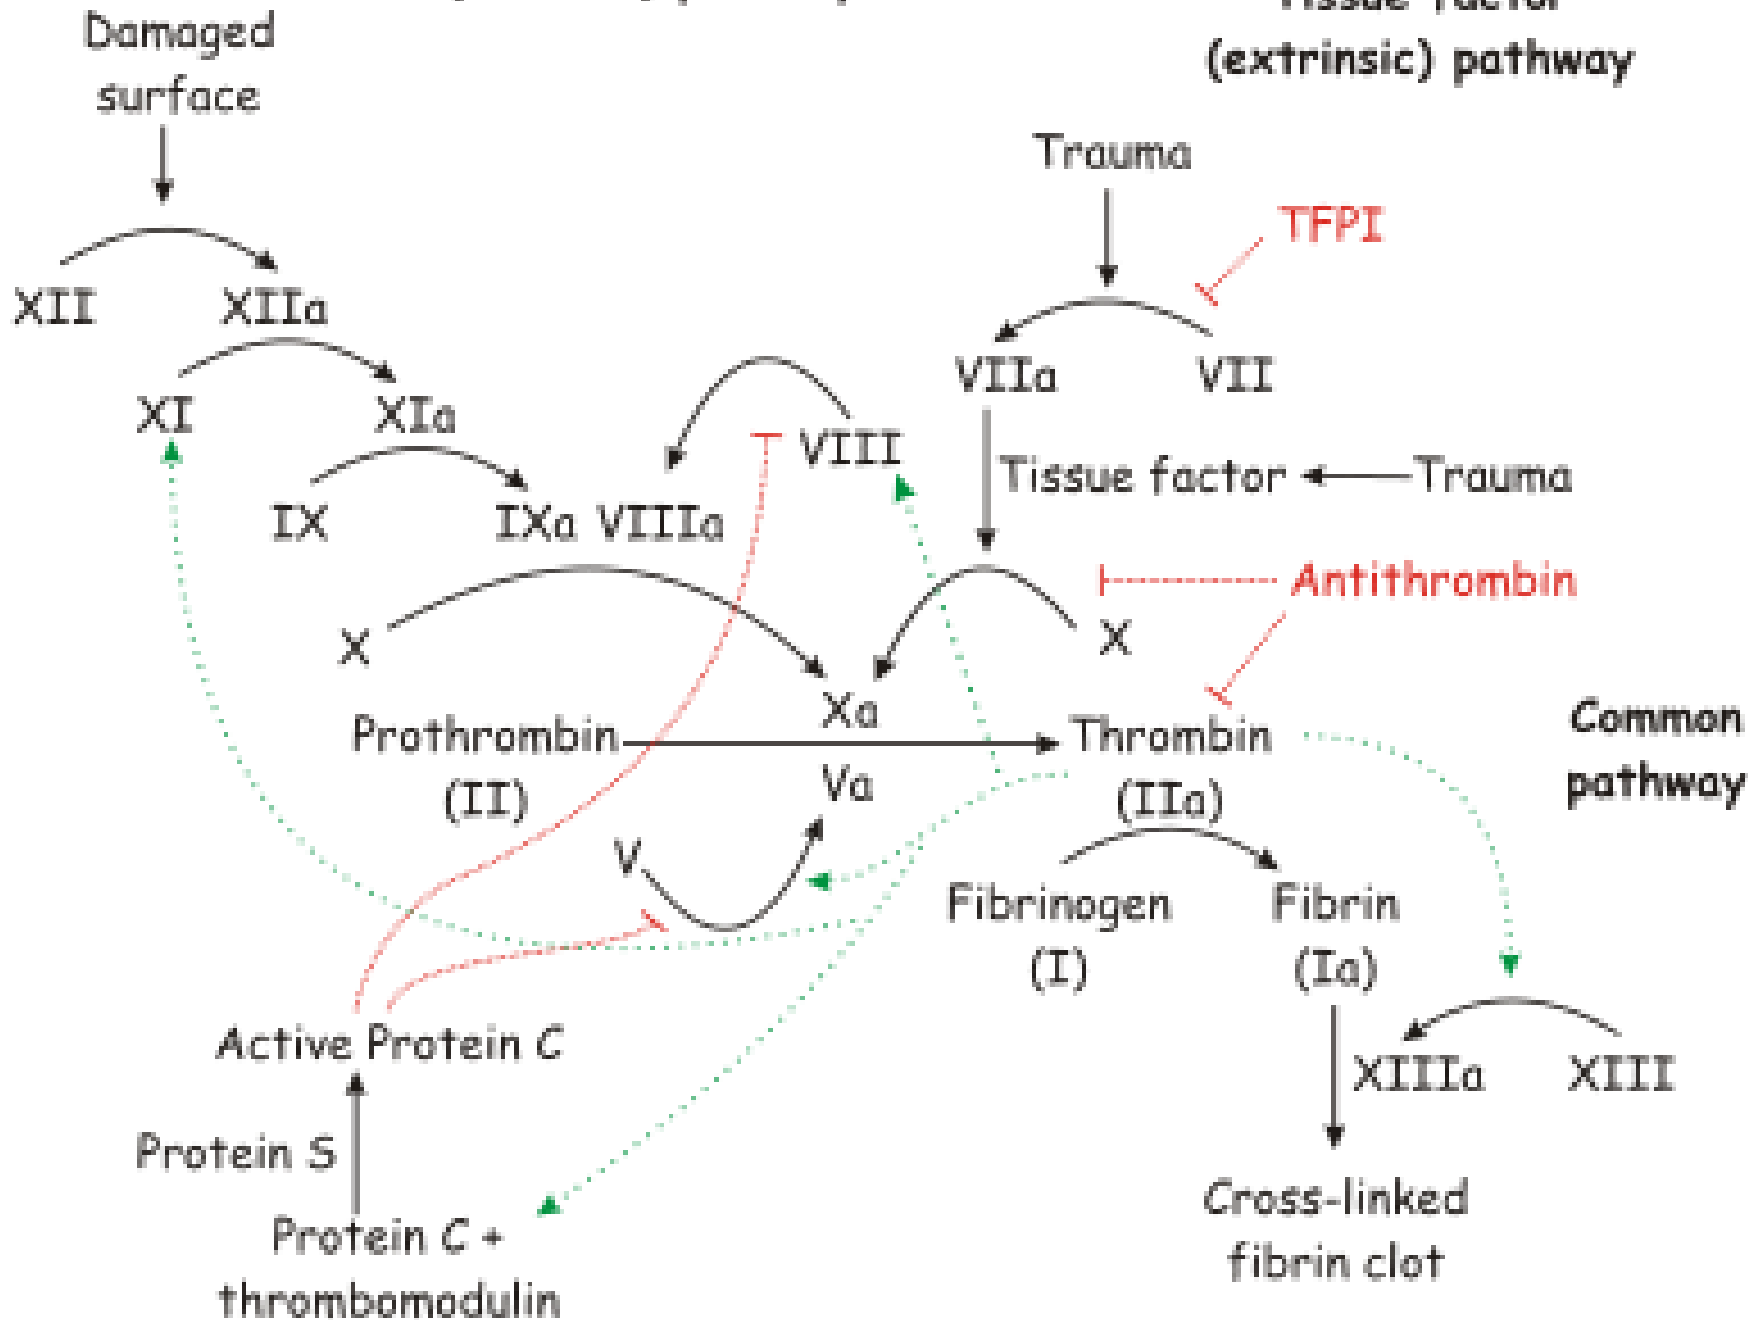 Tissue factor
(extrinsic) pathway
Damaged
surface
Trauma
TFPI
XII
XIIa
VIIa
VII
XI
XIa
VIII
Tissue factor
Trauma
IX
IXa VIIIa
Antithrombin
X
X
Xa
Prothrombin
(II)
Thrombin
(IIa)
Common
pathway
Va
V
Fibrinogen
(I)
Fibrin
(Ia)
Active Protein C
XIIIa
XIII
Protein S
Protein C +
thrombomodulin
Cross-linked
fibrin clot